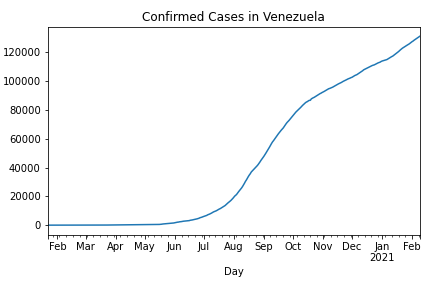 Confirmed Cases in Venezuela
120000
100000
80000
60000
40000
20000
0
Feb Mar Apr May Jun Jul Aug Sep Oct Nov Dec Jan Feb
2021
Day